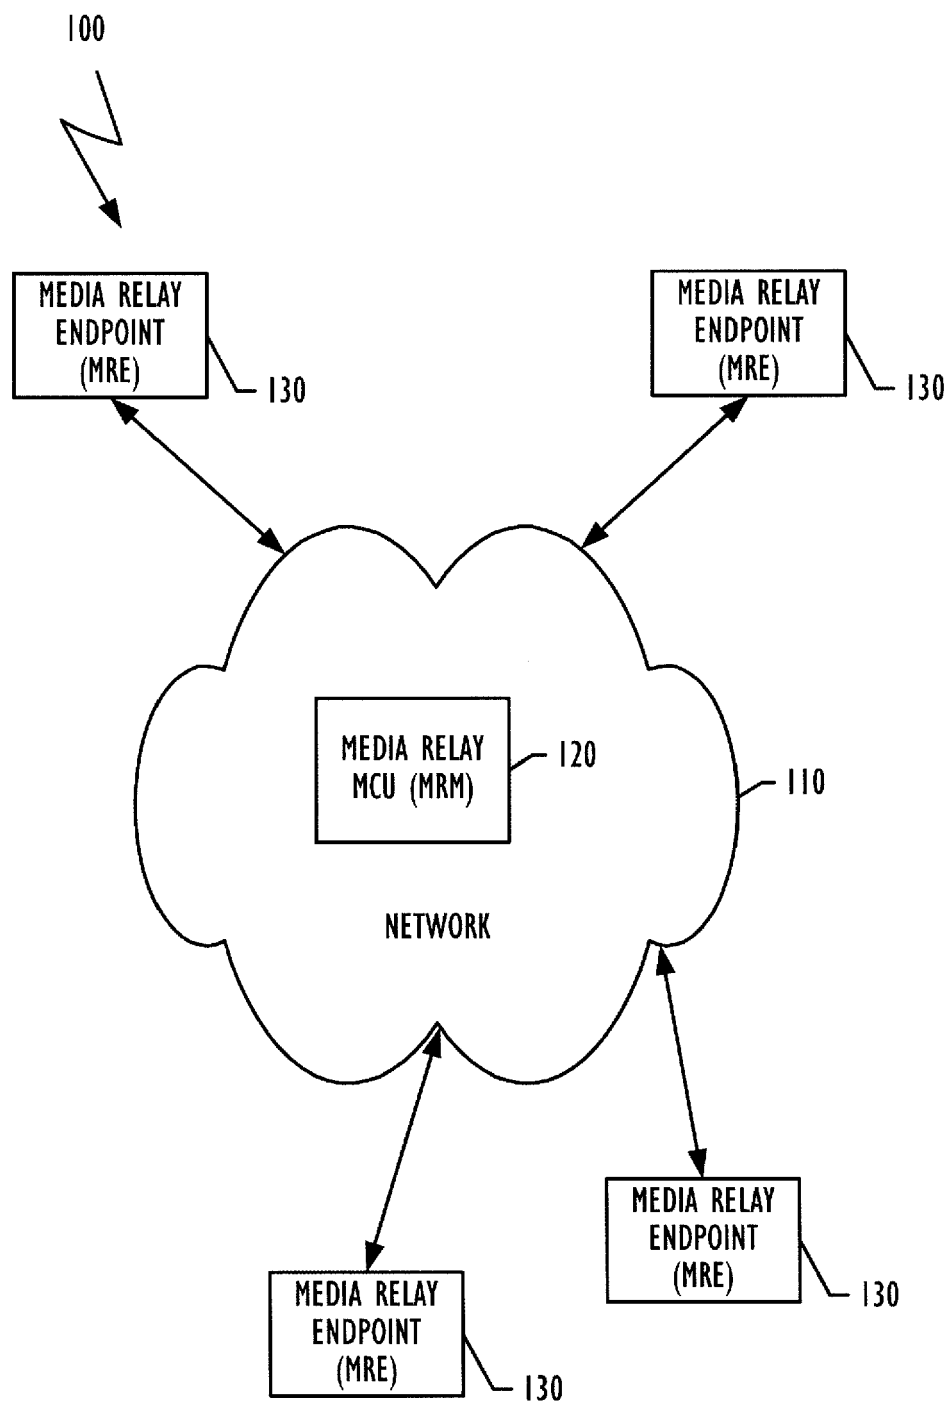 100
MEDIA RELAY
ENDPOINT
(MRE)
130
MEDIA RELAY
ENDPOINT
(MRE)
130
MEDIA RELAY
MCU (MRM)
120
110
NETWORK
MEDIA RELAY
ENDPOINT
(MRE)
130
MEDIA RELAY
ENDPOINT
(MRE)
130